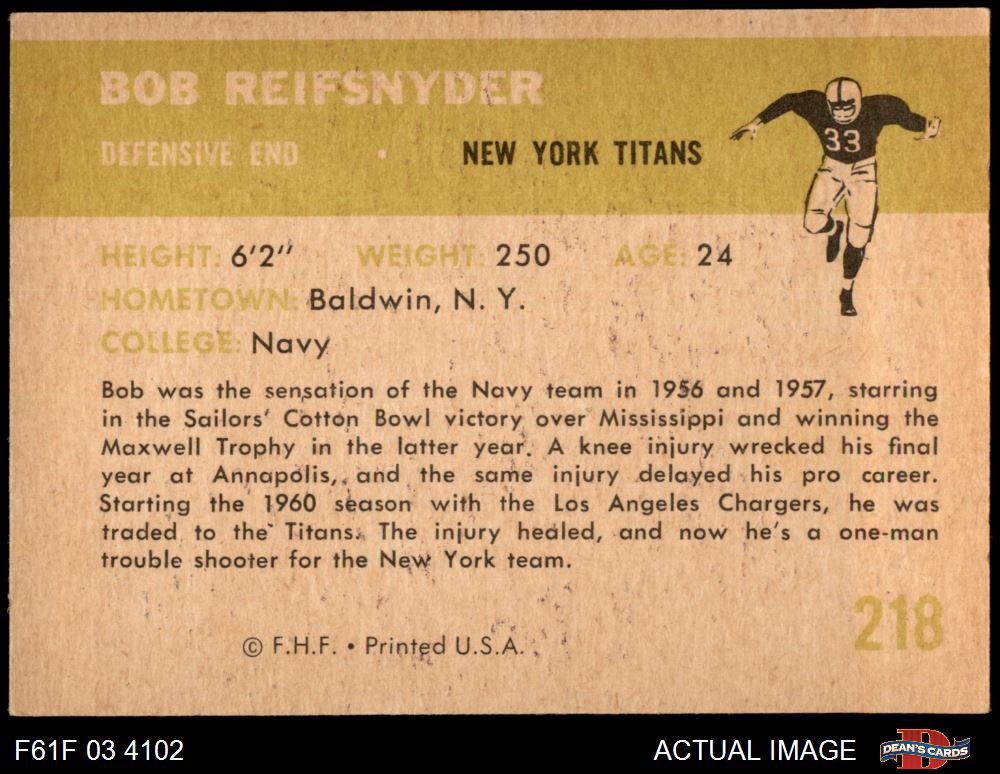 BOB REIFSNYDER
DEFENSIVE END • NEW YORK TITANS
33
HEIGHT: 6'2" WEIGHT: 250 AGE: 24
HOMETOWN: Baldwin, N. Y.
COLLEGE: Navy
Bob was the sensation of the Navy team in 1956 and 1957, starring
in the Sailors' Cotton Bowl victory over Mississippi and winning the
Maxwell Trophy in the latter year. A knee injury wrecked his final
year at Annapolis, and the same injury delayed his pro career.
Starting the 1960 season with the Los Angeles Chargers, he was
traded to the Titans. The injury healed, and now he's a one-man
trouble shooter for the New York team.
218
© F.H.F. • Printed U.S.A.
F61F 03 4102 ACTUAL IMAGE D DEAN'S CARDS